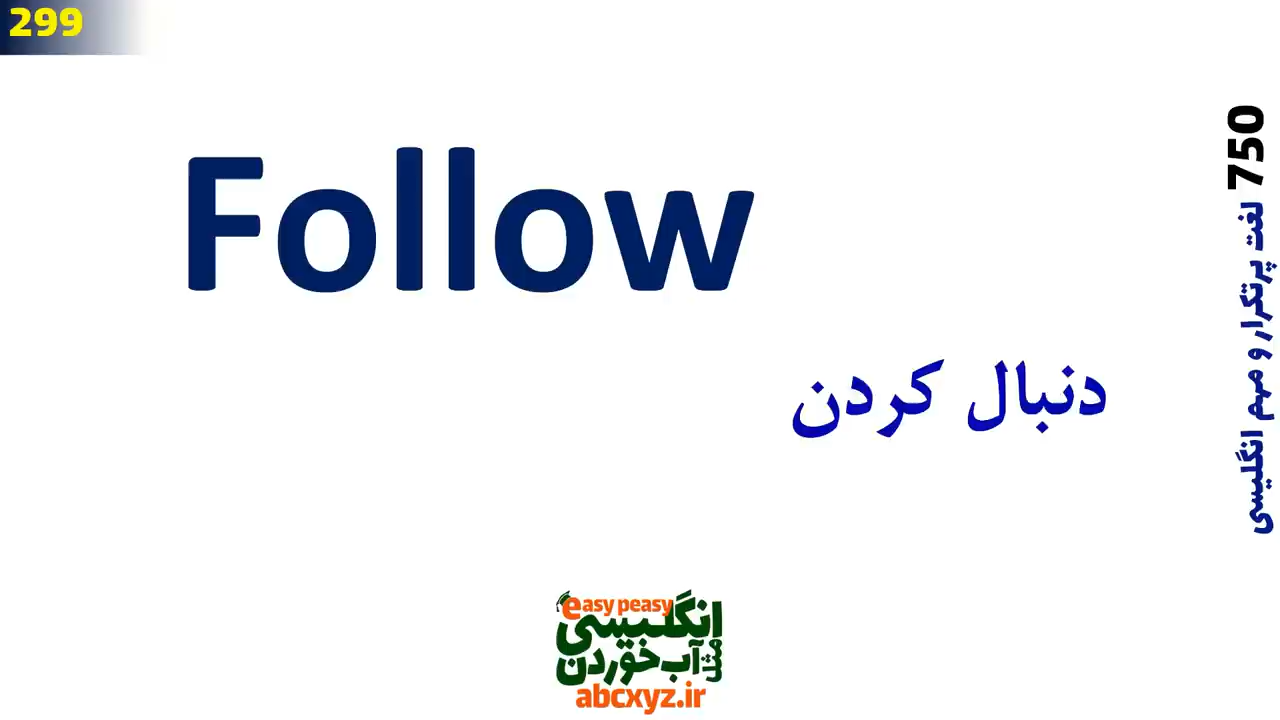 299
Follow
دنبال کردن
750 لغت پرتکرار و مهم انگلیسی
easy peasy
انگلیسی
مثل آب خوردن
abcxyz.ir